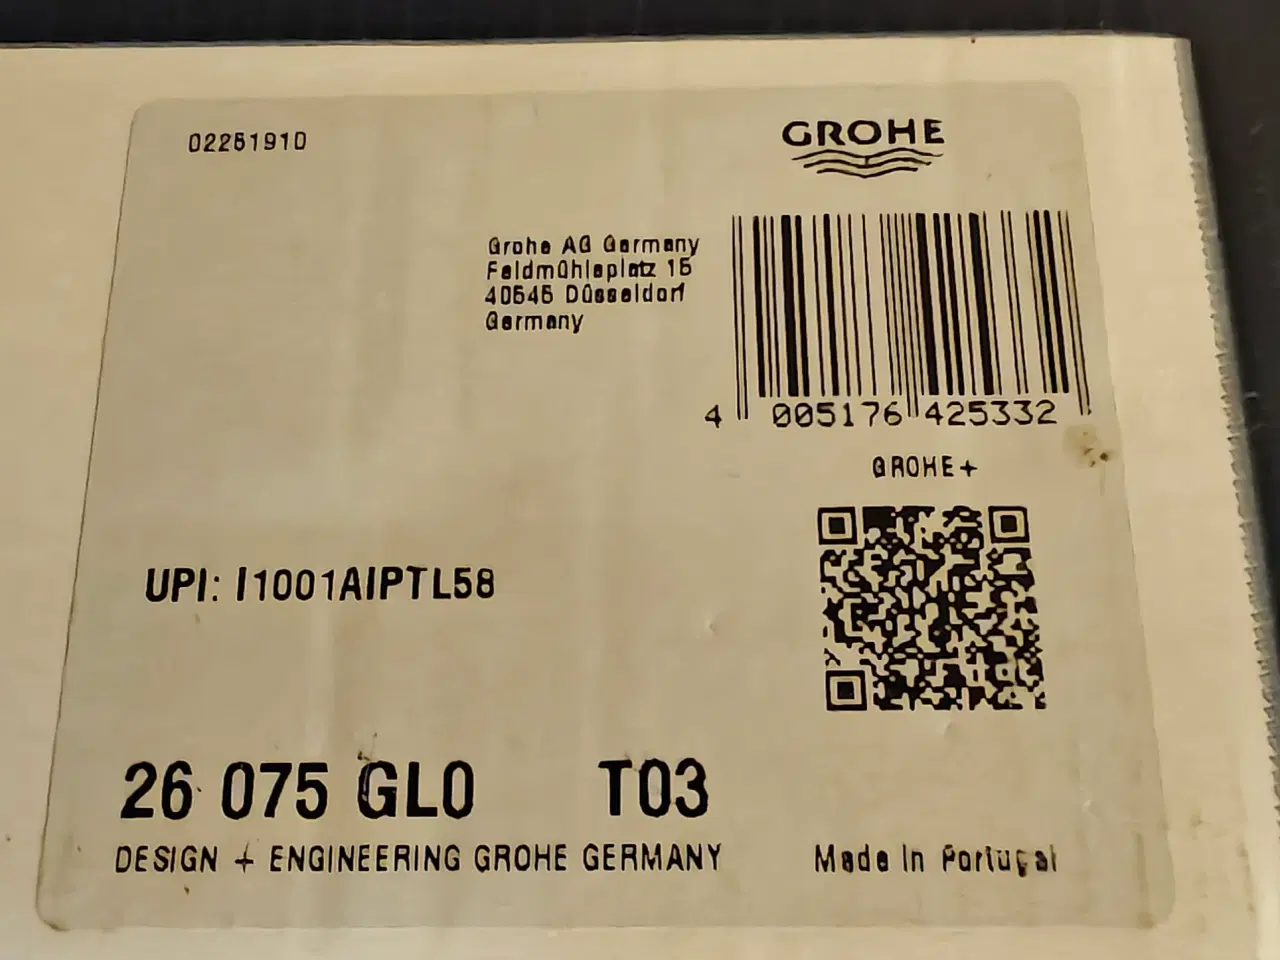 02251910
GROHE
Grohe AG Germany
Feldmühleplatz 15
40545 Düsseldorf
Germany
4 005176 425332
GROHE+
UPI: I1001AIPTL58
26 075 GL0 T03
DESIGN + ENGINEERING GROHE GERMANY
Made in Portugal